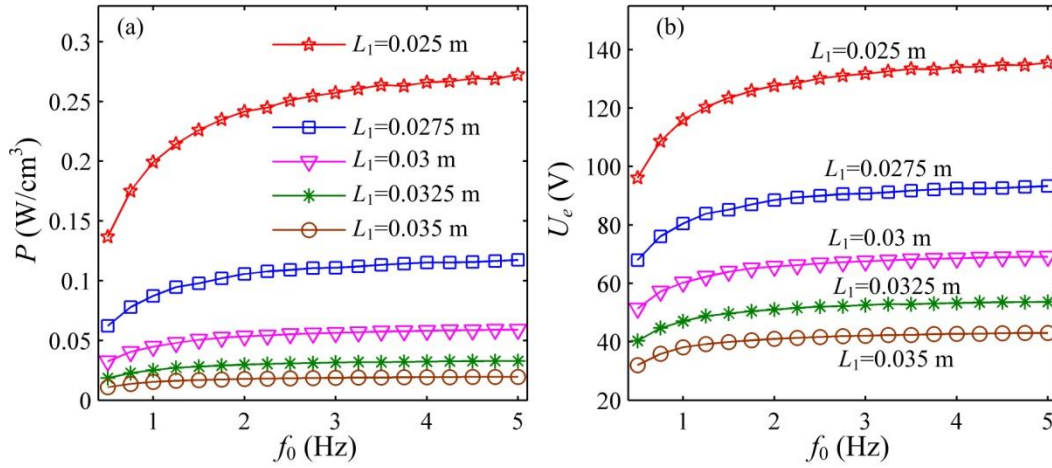 (a)
0.3
0.25
0.2
0.15
0.1
0.05
0
P (W/cm³)
L₁=0.025 m
L₁=0.0275 m
L₁=0.03 m
L₁=0.0325 m
L₁=0.035 m
1 2 3 4 5
f₀ (Hz)
(b)
140
120
100
80
60
40
20
Uₑ (V)
L₁=0.025 m
L₁=0.0275 m
L₁=0.03 m
L₁=0.0325 m
L₁=0.035 m
1 2 3 4 5
f₀ (Hz)